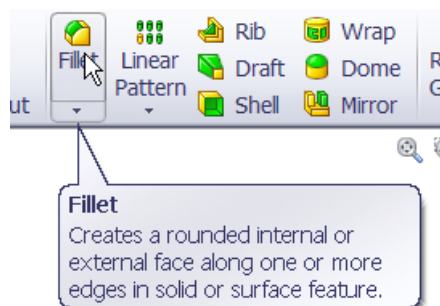 Fillet
Linear
Pattern
Rib
Draft
Shell
Wrap
Dome
Mirror
ut
R
G
Fillet
Creates a rounded internal or
external face along one or more
edges in solid or surface feature.